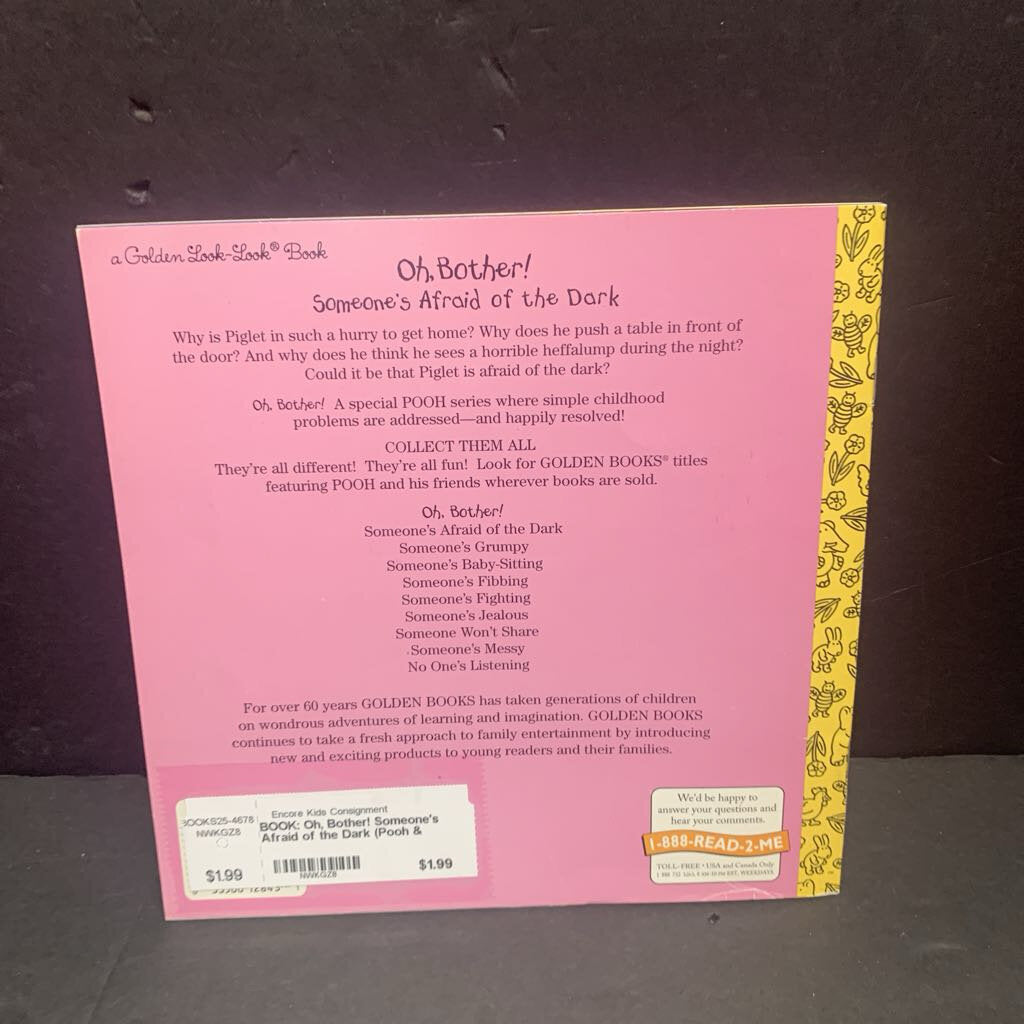 a Golden Look-Look® Book
Oh, Bother!
Someone's Afraid of the Dark
Why is Piglet in such a hurry to get home? Why does he push a table in front of
the door? And why does he think he sees a horrible heffalump during the night?
Could it be that Piglet is afraid of the dark?
Oh, Bother! A special POOH series where simple childhood
problems are addressed—and happily resolved!
COLLECT THEM ALL
They're all different! They're all fun! Look for GOLDEN BOOKS® titles
featuring POOH and his friends wherever books are sold.
Oh, Bother!
Someone's Afraid of the Dark
Someone's Grumpy
Someone's Baby-Sitting
Someone's Fibbing
Someone's Fighting
Someone's Jealous
Someone Won't Share
Someone's Messy
No One's Listening
For over 60 years GOLDEN BOOKS has taken generations of children
on wondrous adventures of learning and imagination. GOLDEN BOOKS
continues to take a fresh approach to family entertainment by introducing
new and exciting products to young readers and their families.
BOOKS25-4678
NWKGZ8
$1.99
Encore Kids Consignment
BOOK: Oh, Bother! Someone's
Afraid of the Dark (Pooh &
NWKGZ8
$1.99
We'd be happy to
answer your questions and
hear your comments.
1-888-READ-2-ME
TOLL-FREE • USA and Canada Only